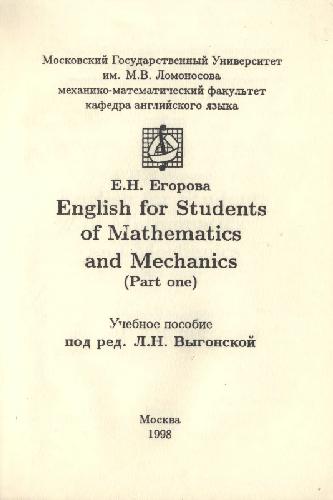 Московский Государственный Университет
им. М.В. Ломоносова
механико-математический факультет
кафедра английского языка
Е.Н. Егорова
English for Students
of Mathematics
and Mechanics
(Part one)
Учебное пособие
под ред. Л.Н. Выгонской
Москва
1998